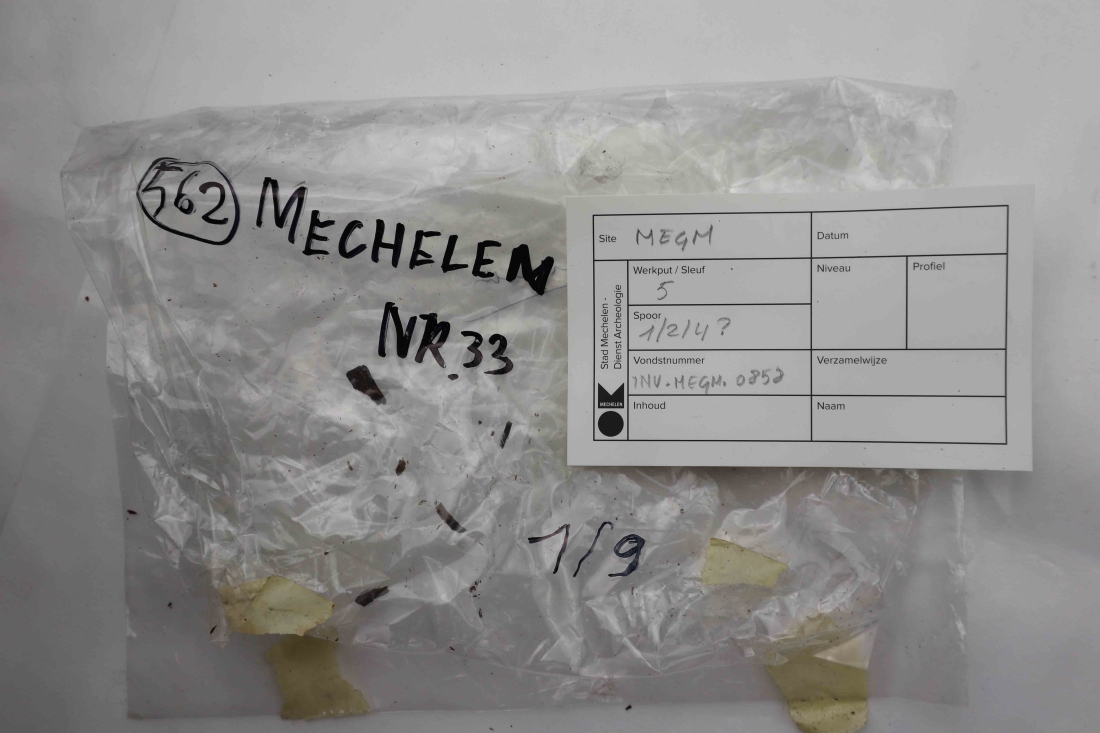 562 MECHELEN
NR.33
1/9
Site MEGM
Datum
Stad Mechelen -
Dienst Archeologie
MECHELEN
Werkput / Sleuf
5
Niveau
Profiel
Spoor
1/2/4?
Vondstnummer
INV.MEGM.0858
Verzamelwijze
Inhoud
Naam